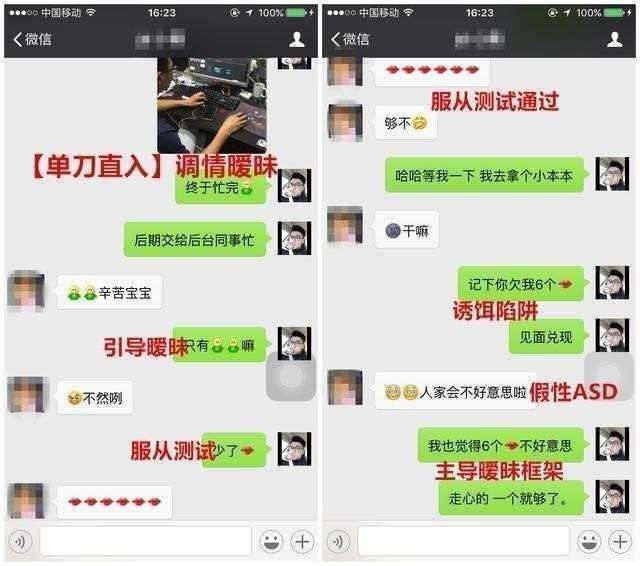 中国移动 16:23 100%
微信
【单刀直入】调情暧昧
终于忙完
后期交给后台同事忙
辛苦宝宝
引导暧昧
只有嘛
不然咧
服从测试
少了
中国移动 16:23 100%
微信
服从测试通过
够不
哈哈等我一下 我去拿个小本本
干嘛
记下你欠我6个
诱饵陷阱
见面兑现
人家会不好意思啦
假性ASD
我也觉得6个不好意思
主导暧昧框架
走心的 一个就够了。